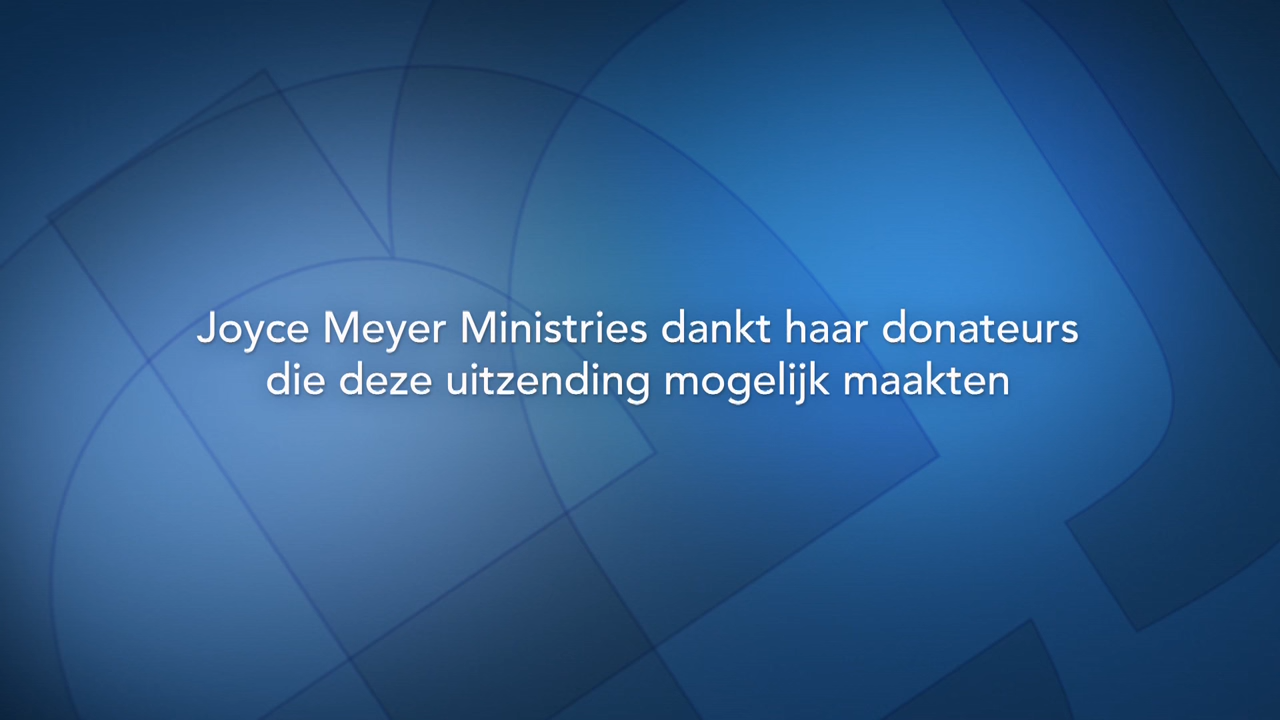 Joyce Meyer Ministries dankt haar donateurs
die deze uitzending mogelijk maakten